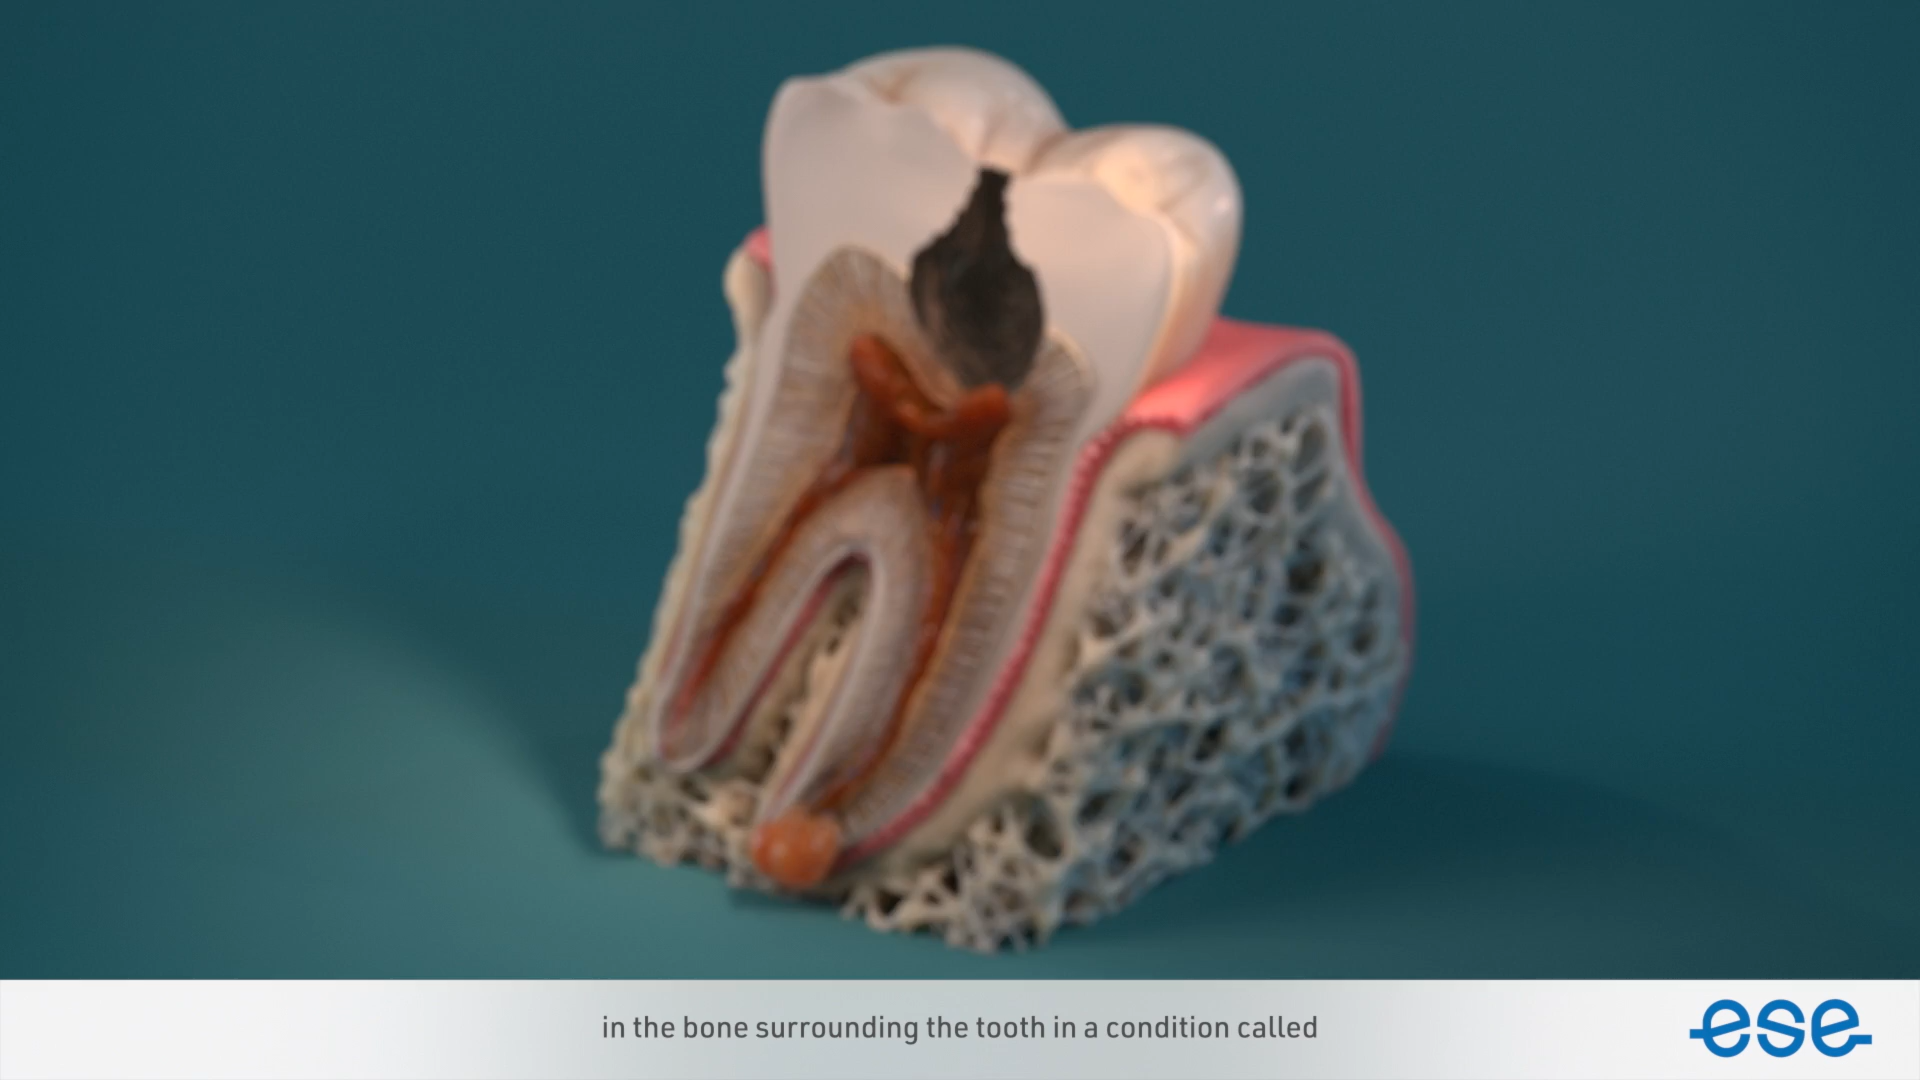 in the bone surrounding the tooth in a condition called
ese